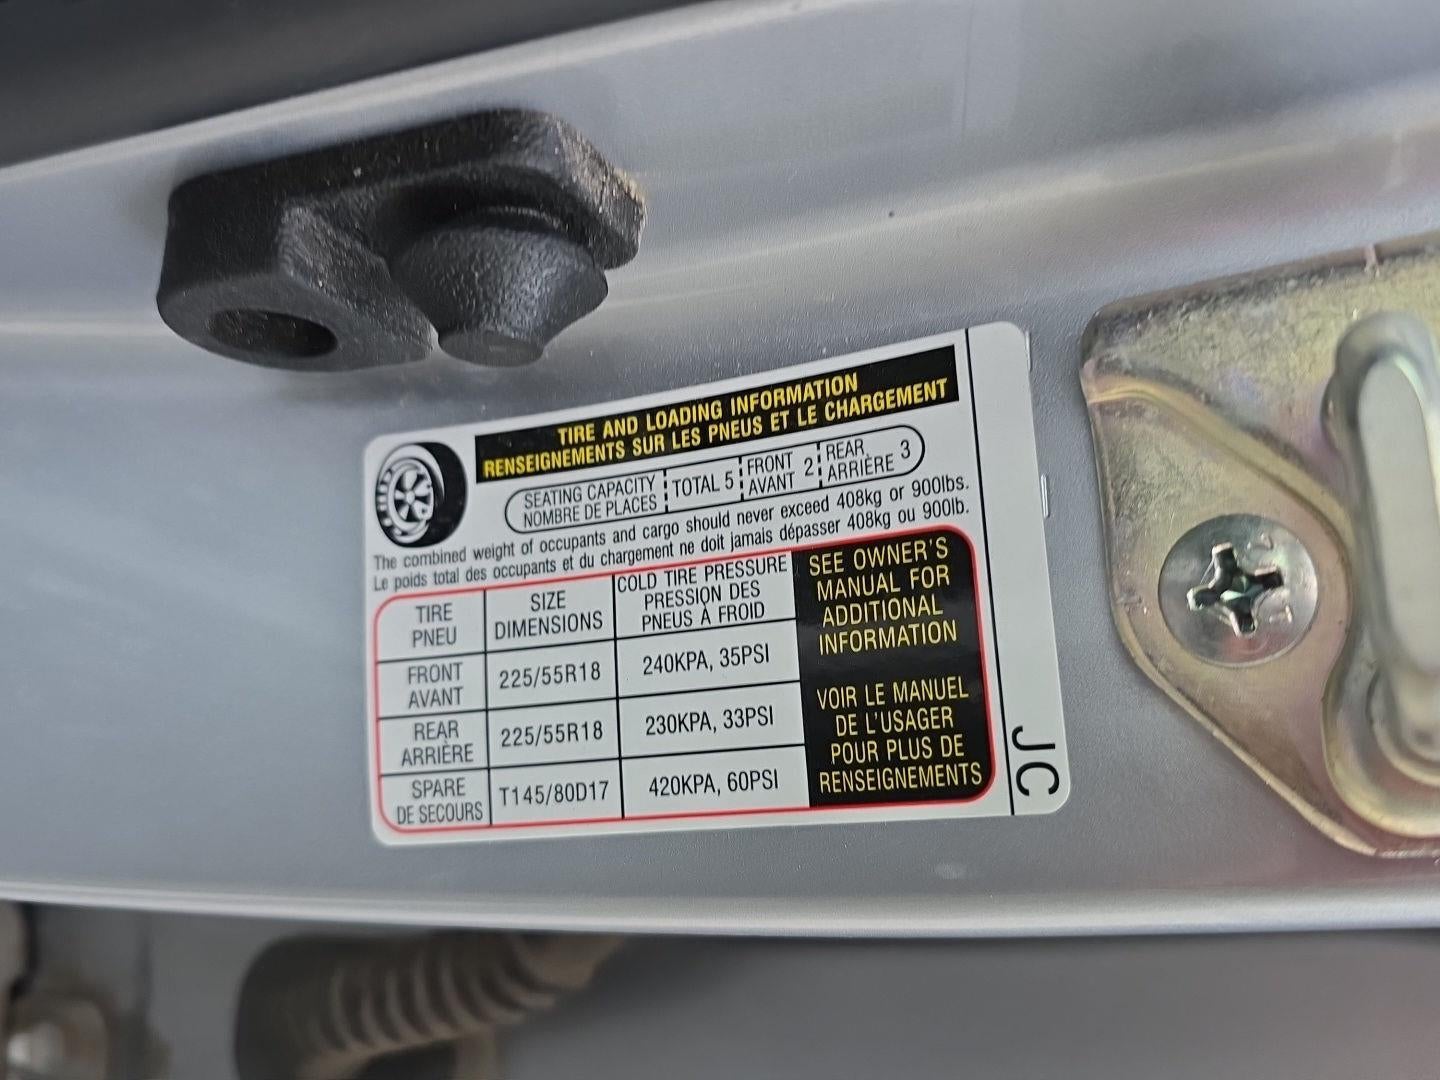 TIRE AND LOADING INFORMATION
RENSEIGNEMENTS SUR LES PNEUS ET LE CHARGEMENT
SEATING CAPACITY
NOMBRE DE PLACES
TOTAL 5
FRONT
AVANT
2
REAR
ARRIÈRE
3
The combined weight of occupants and cargo should never exceed 408kg or 900lbs.
Le poids total des occupants et du chargement ne doit jamais dépasser 408kg ou 900lb.
TIRE
PNEU
SIZE
DIMENSIONS
COLD TIRE PRESSURE
PRESSION DES
PNEUS À FROID
FRONT
AVANT
225/55R18
240KPA, 35PSI
REAR
ARRIÈRE
225/55R18
230KPA, 33PSI
SPARE
DE SECOURS
T145/80D17
420KPA, 60PSI
SEE OWNER'S
MANUAL FOR
ADDITIONAL
INFORMATION
VOIR LE MANUEL
DE L'USAGER
POUR PLUS DE
RENSEIGNEMENTS
JC